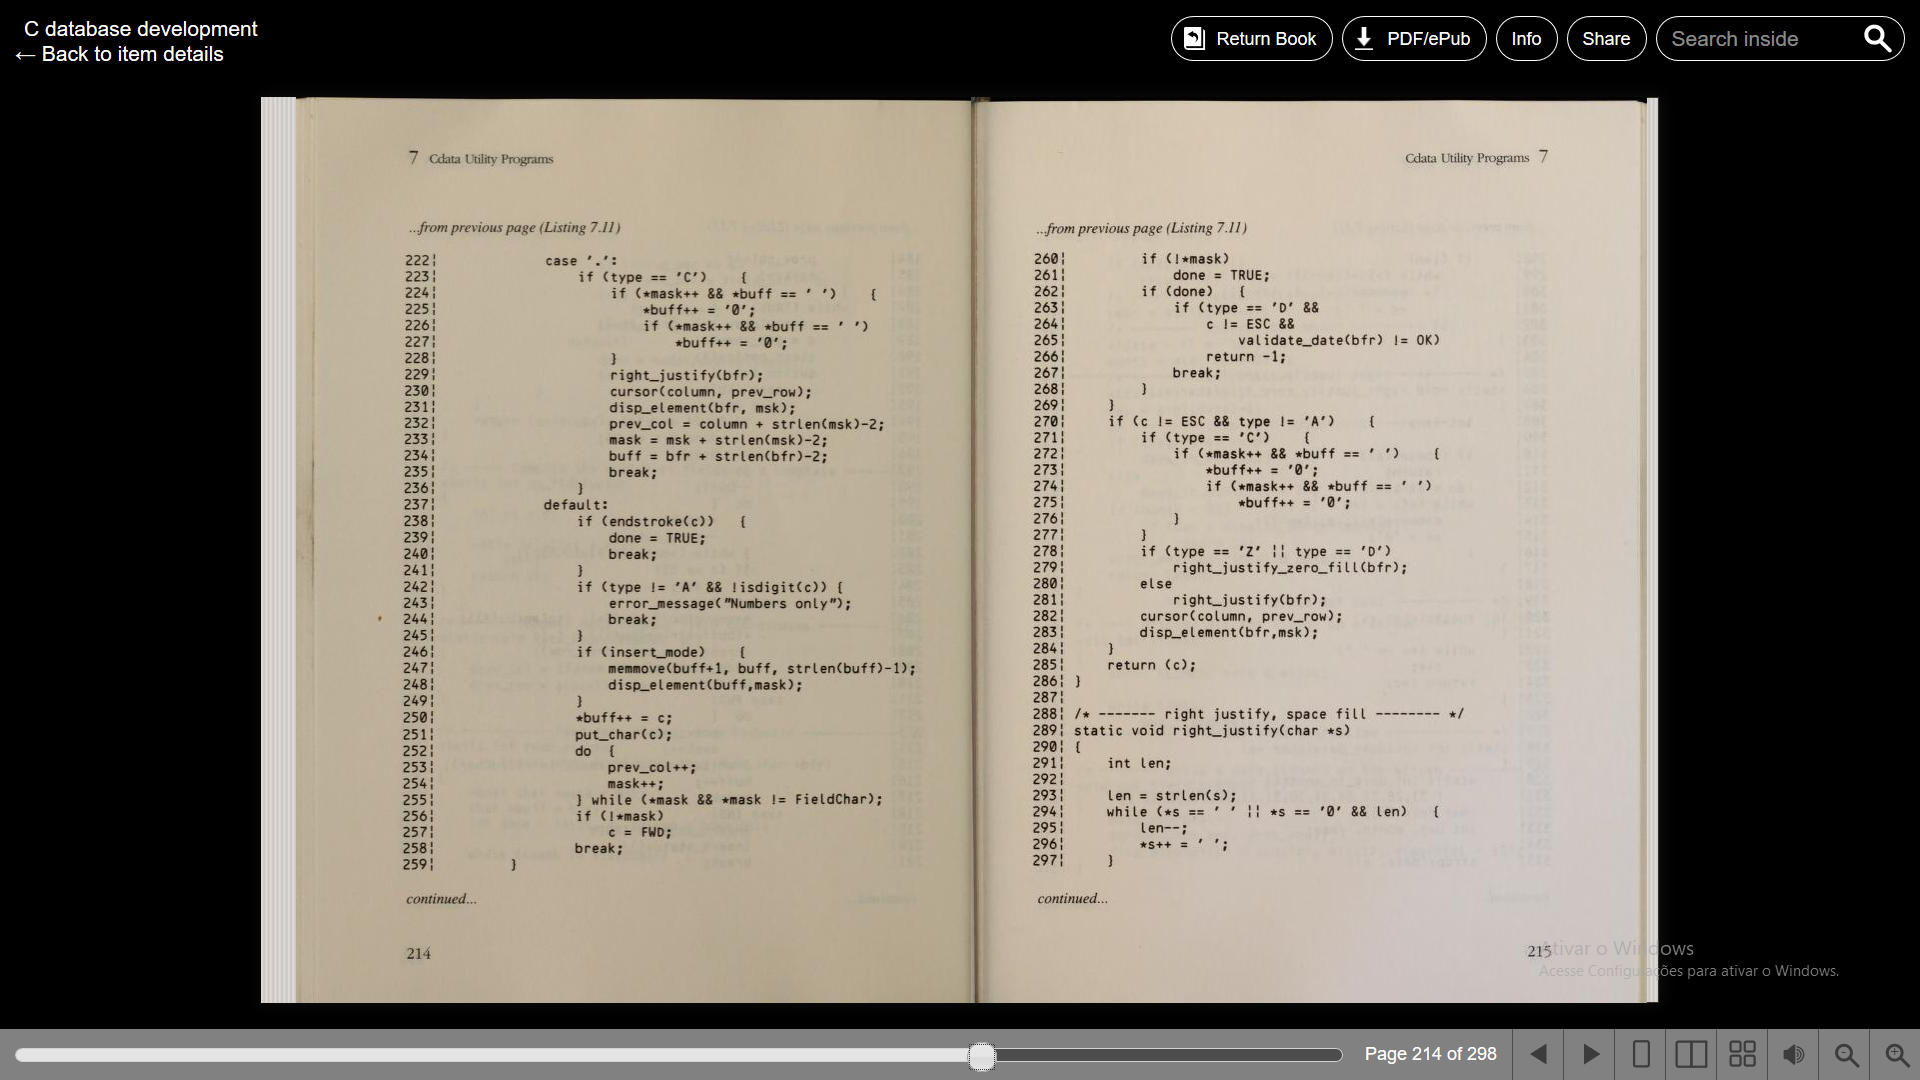 C database development
← Back to item details
Return Book
PDF/ePub
Info
Share
Search inside
7 Cdata Utility Programs
...from previous page (Listing 7.11)
222¦ case '.':
223¦ if (type == 'C') {
224¦ if (*mask++ && *buff == ' ') {
225¦ *buff++ = '0';
226¦ if (*mask++ && *buff == ' ')
227¦ *buff++ = '0';
228¦ }
229¦ right_justify(bfr);
230¦ cursor(column, prev_row);
231¦ disp_element(bfr, msk);
232¦ prev_col = column + strlen(msk)-2;
233¦ mask = msk + strlen(msk)-2;
234¦ buff = bfr + strlen(bfr)-2;
235¦ break;
236¦ }
237¦ default:
238¦ if (endstroke(c)) {
239¦ done = TRUE;
240¦ break;
241¦ }
242¦ if (type != 'A' && !isdigit(c)) {
243¦ error_message("Numbers only");
244¦ break;
245¦ }
246¦ if (insert_mode) {
247¦ memmove(buff+1, buff, strlen(buff)-1);
248¦ disp_element(buff,mask);
249¦ }
250¦ *buff++ = c;
251¦ put_char(c);
252¦ do {
253¦ prev_col++;
254¦ mask++;
255¦ } while (*mask && *mask != FieldChar);
256¦ if (!*mask)
257¦ c = FWD;
258¦ break;
259¦ }
continued...
214
Cdata Utility Programs 7
...from previous page (Listing 7.11)
260¦ if (!*mask)
261¦ done = TRUE;
262¦ if (done) {
263¦ if (type == 'D' &&
264¦ c != ESC &&
265¦ validate_date(bfr) != OK)
266¦ return -1;
267¦ break;
268¦ }
269¦ }
270¦ if (c != ESC && type != 'A') {
271¦ if (type == 'C') {
272¦ if (*mask++ && *buff == ' ') {
273¦ *buff++ = '0';
274¦ if (*mask++ && *buff == ' ')
275¦ *buff++ = '0';
276¦ }
277¦ }
278¦ if (type == 'Z' ¦¦ type == 'D')
279¦ right_justify_zero_fill(bfr);
280¦ else
281¦ right_justify(bfr);
282¦ cursor(column, prev_row);
283¦ disp_element(bfr,msk);
284¦ }
285¦ return (c);
286¦ }
287¦
288¦ /* ------- right justify, space fill -------- */
289¦ static void right_justify(char *s)
290¦ {
291¦ int len;
292¦
293¦ len = strlen(s);
294¦ while (*s == ' ' ¦¦ *s == '0' && len) {
295¦ len--;
296¦ *s++ = ' ';
297¦ }
continued...
215
Ativar o Windows
Acesse Configurações para ativar o Windows.
Page 214 of 298